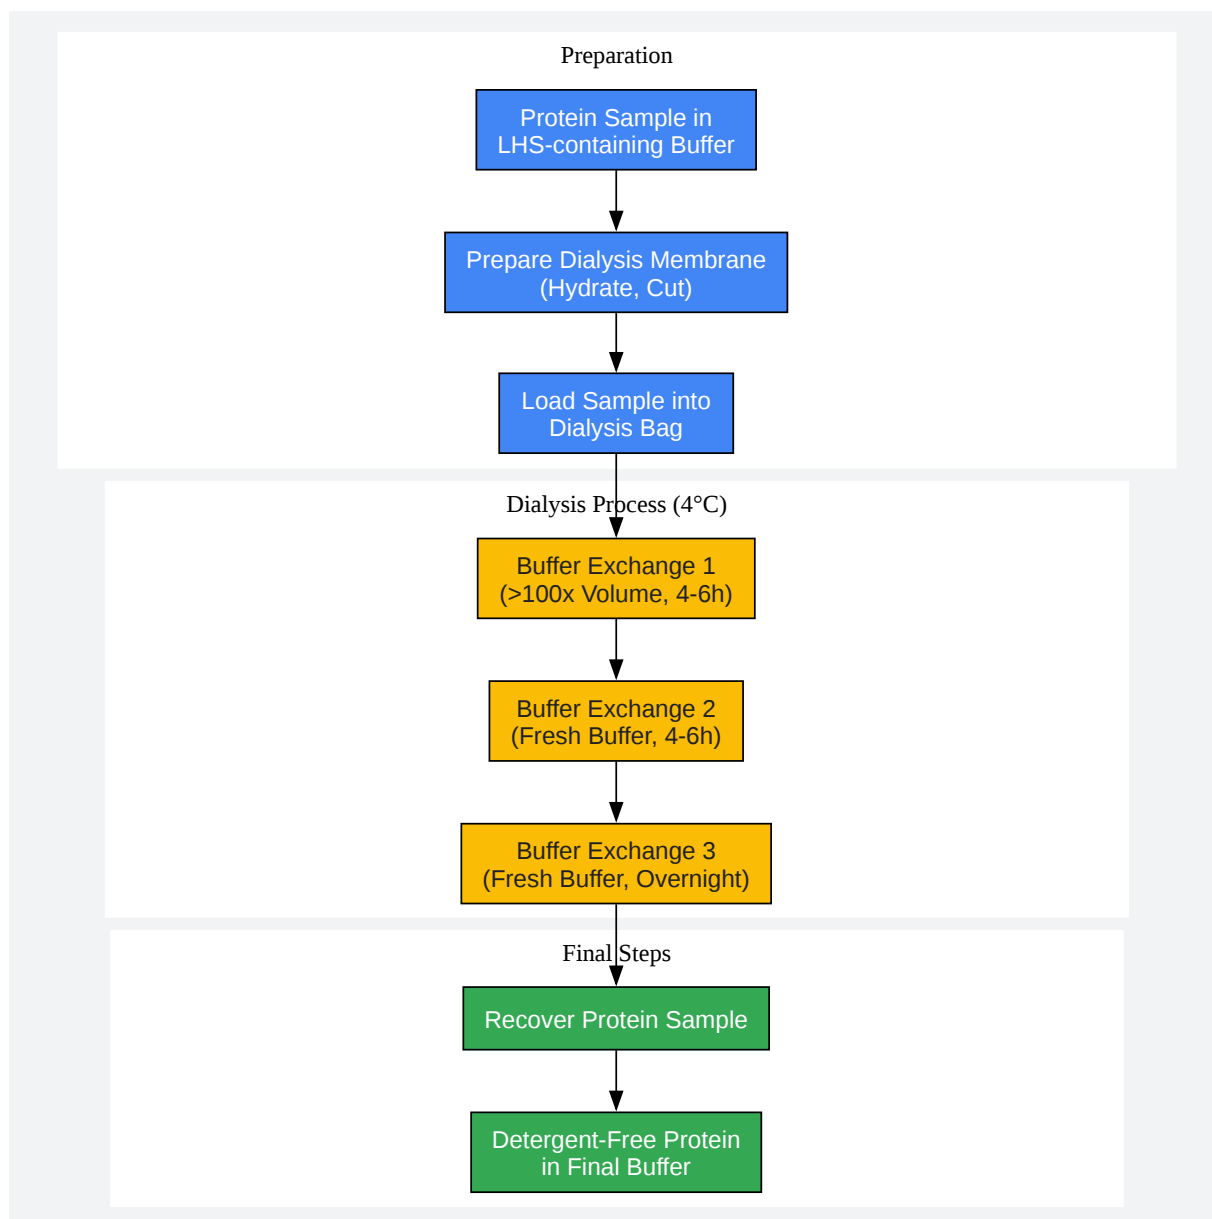 Preparation
Protein Sample in
LHS-containing Buffer
Prepare Dialysis Membrane
(Hydrate, Cut)
Load Sample into
Dialysis Bag
Dialysis Process (4°C)
Buffer Exchange 1
(>100x Volume, 4-6h)
Buffer Exchange 2
(Fresh Buffer, 4-6h)
Buffer Exchange 3
(Fresh Buffer, Overnight)
Final Steps
Recover Protein Sample
Detergent-Free Protein
in Final Buffer